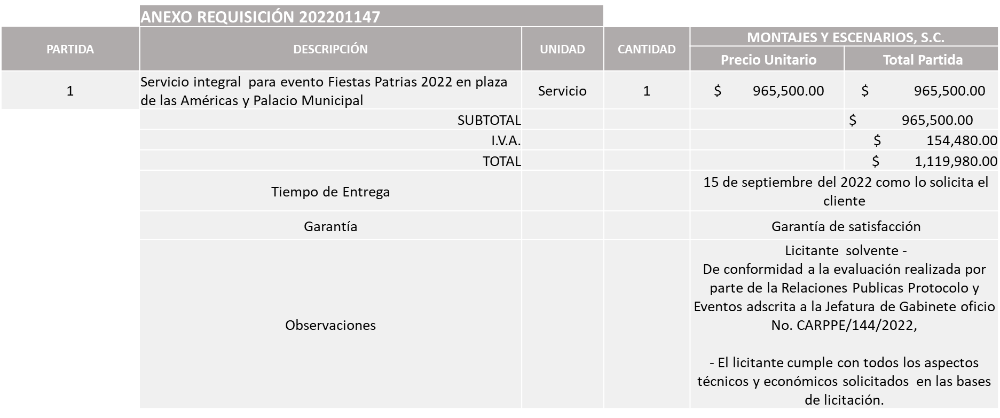 ANEXO REQUISICIÓN 202201147
PARTIDA DESCRIPCIÓN UNIDAD CANTIDAD MONTAJES Y ESCENARIOS, S.C.
Precio Unitario Total Partida
1 Servicio integral para evento Fiestas Patrias 2022 en plaza de las Américas y Palacio Municipal Servicio 1 $ 965,500.00 $ 965,500.00
SUBTOTAL $ 965,500.00
I.V.A. $ 154,480.00
TOTAL $ 1,119,980.00
Tiempo de Entrega 15 de septiembre del 2022 como lo solicita el
cliente
Garantía Garantía de satisfacción
Observaciones
Licitante solvente -
De conformidad a la evaluación realizada por
parte de la Relaciones Publicas Protocolo y
Eventos adscrita a la Jefatura de Gabinete oficio
No. CARPPE/144/2022,
- El licitante cumple con todos los aspectos
técnicos y económicos solicitados en las bases
de licitación.